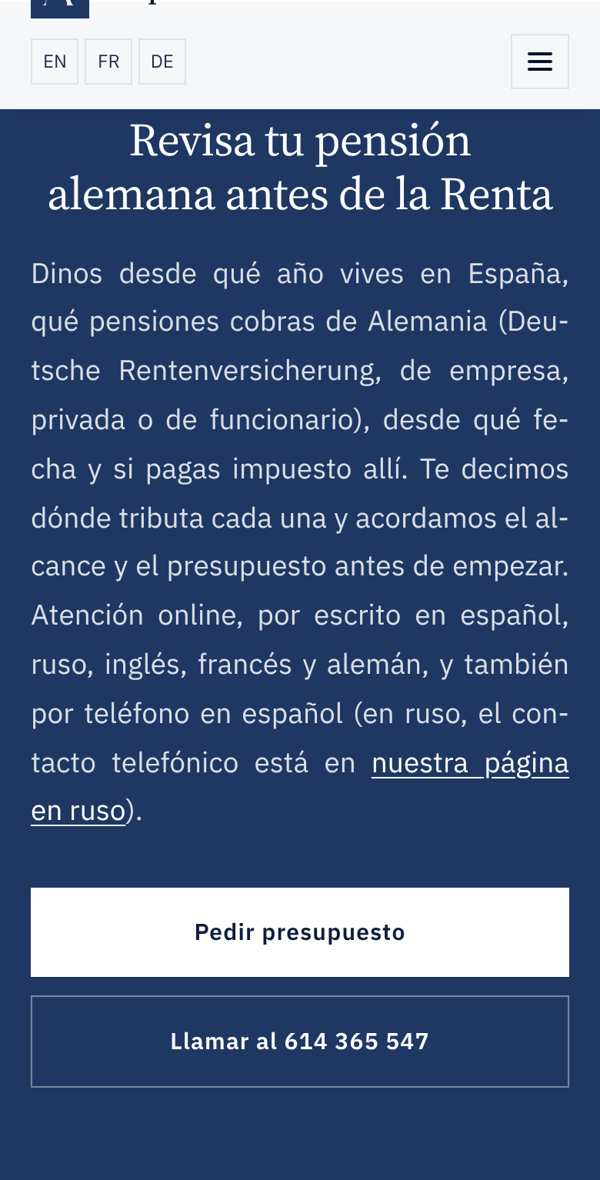 EN FR DE
Revisa tu pensión
alemana antes de la Renta
Dinos desde qué año vives en España,
qué pensiones cobras de Alemania (Deu-
tsche Rentenversicherung, de empresa,
privada o de funcionario), desde qué fe-
cha y si pagas impuesto allí. Te decimos
dónde tributa cada una y acordamos el al-
cance y el presupuesto antes de empezar.
Atención online, por escrito en español,
ruso, inglés, francés y alemán, y también
por teléfono en español (en ruso, el con-
tacto telefónico está en nuestra página
en ruso).
Pedir presupuesto
Llamar al 614 365 547